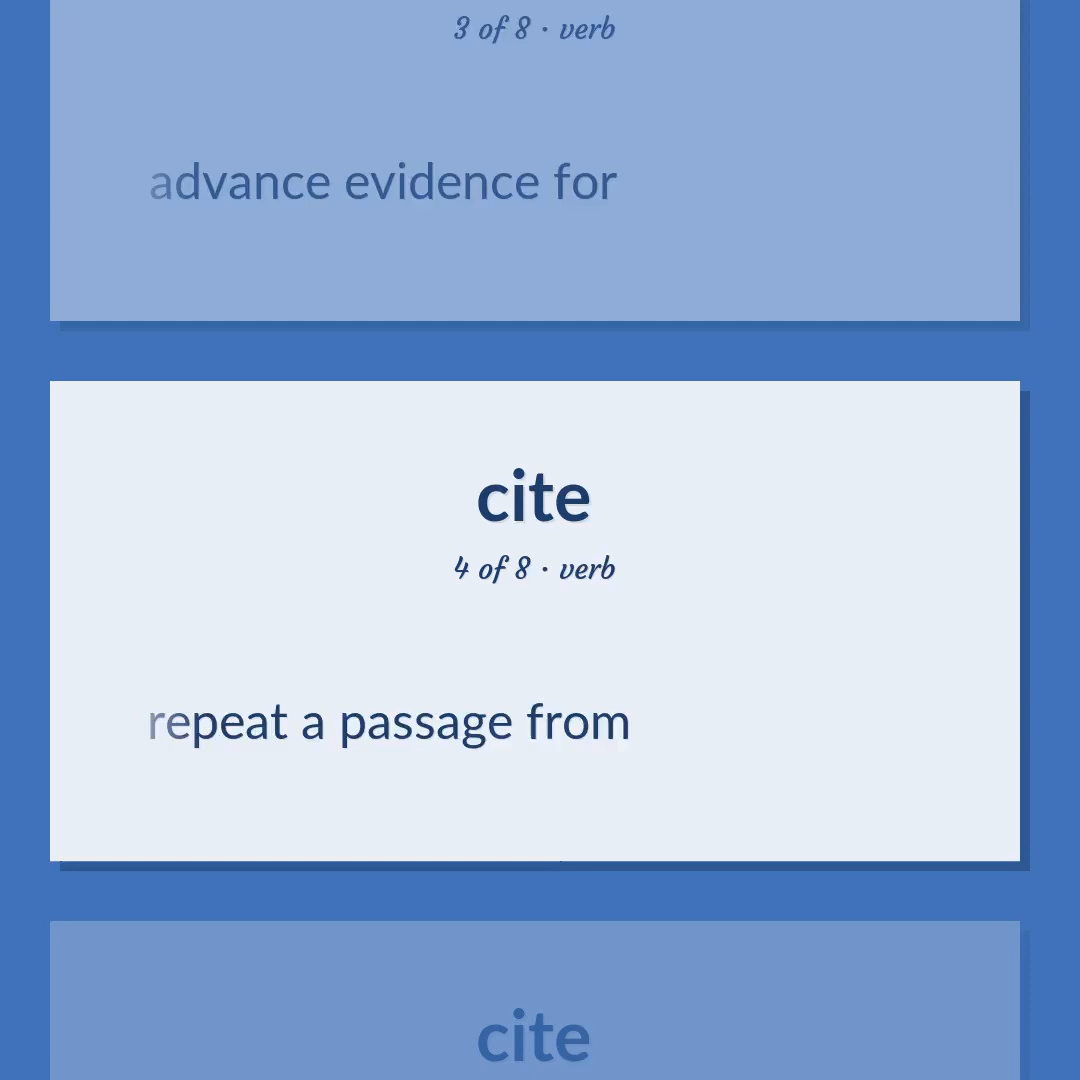 3 of 8 · verb
advance evidence for
cite
4 of 8 · verb
repeat a passage from
cite